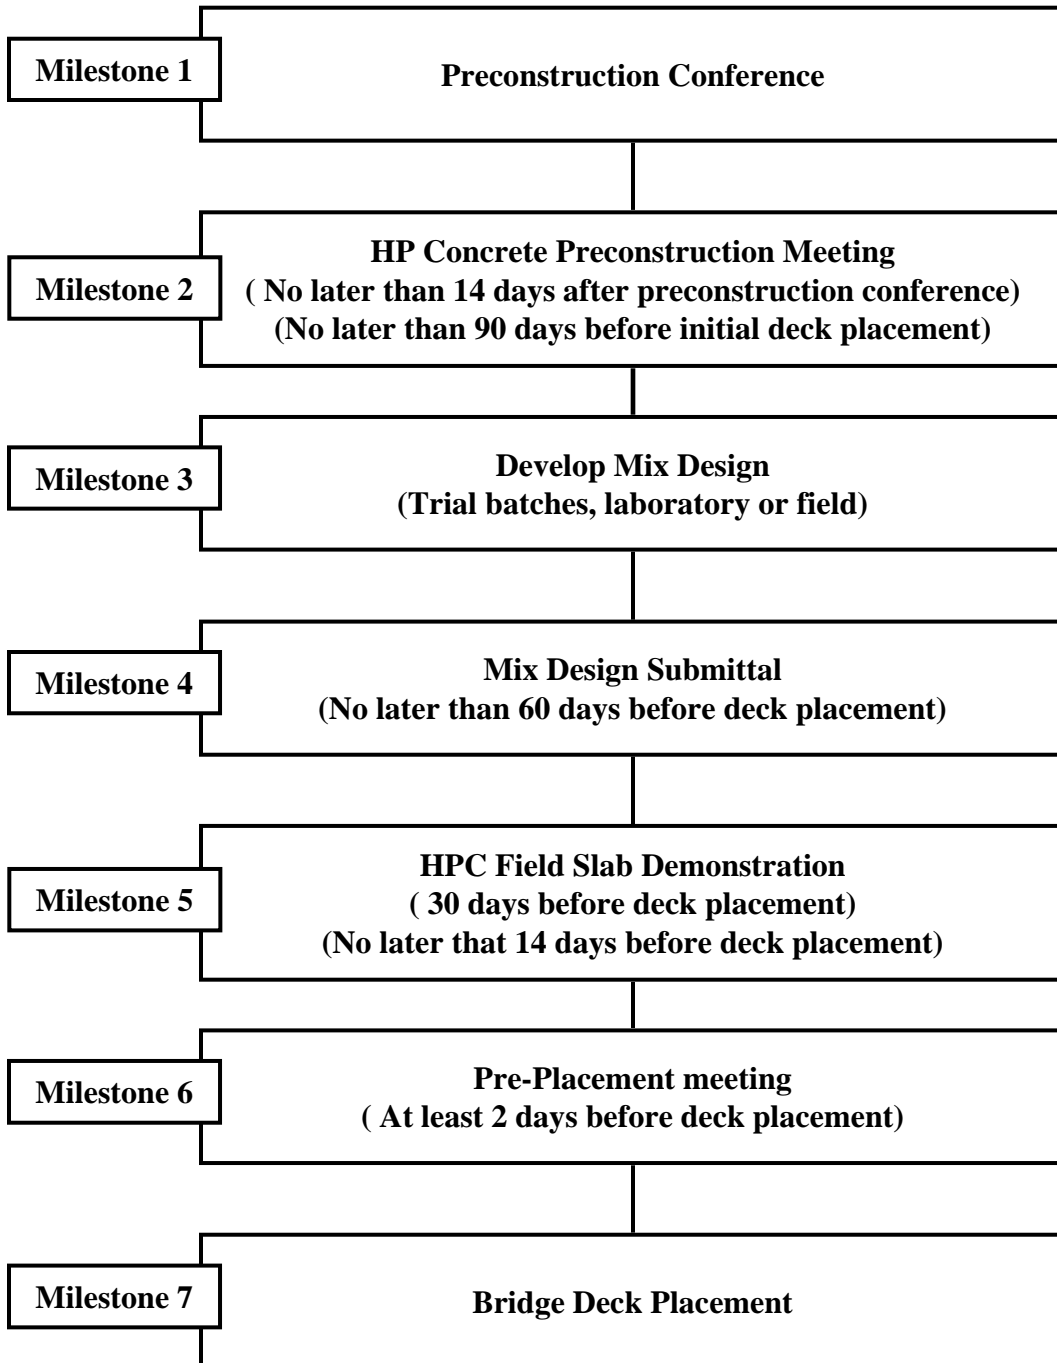 Milestone 1
Preconstruction Conference
Milestone 2
HP Concrete Preconstruction Meeting
( No later than 14 days after preconstruction conference)
(No later than 90 days before initial deck placement)
Milestone 3
Develop Mix Design
(Trial batches, laboratory or field)
Milestone 4
Mix Design Submittal
(No later than 60 days before deck placement)
Milestone 5
HPC Field Slab Demonstration
( 30 days before deck placement)
(No later that 14 days before deck placement)
Milestone 6
Pre-Placement meeting
( At least 2 days before deck placement)
Milestone 7
Bridge Deck Placement